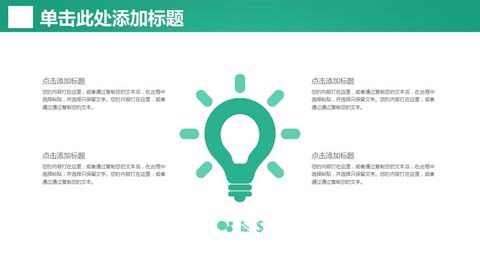 单击此处添加标题
点击添加标题
您的内容打在这里，或者通过复制您的文本后，在此框中
选择粘贴，并选择只保留文字。您的内容打在这里，或者
通过通过复制您的文本。
点击添加标题
您的内容打在这里，或者通过通过复制您的文本后，在此框中
选择粘贴，并选择只保留文字。您的内容打在这里，或者
通过通过复制您的文本。
点击添加标题
您的内容打在这里，或者通过复制您的文本后，在此框中
选择粘贴，并选择只保留文字。您的内容打在这里，或者
通过通过复制您的文本。
点击添加标题
您的内容打在这里，或者通过通过复制您的文本后，在此框中
选择粘贴，并选择只保留文字。您的内容打在这里，或者
通过通过复制您的文本。
$